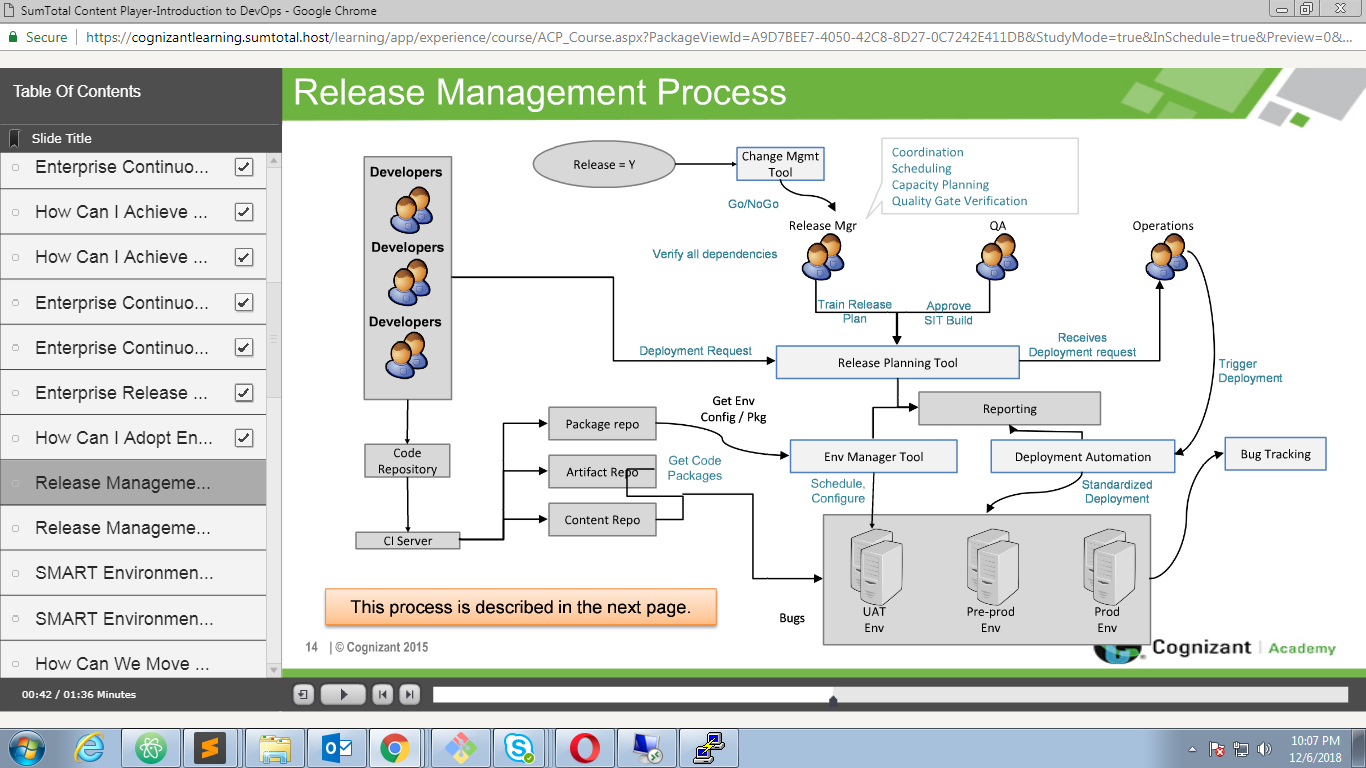 SumTotal Content Player-Introduction to DevOps - Google Chrome
Secure
https://cognizantlearning.sumtotal.host/learning/app/experience/course/ACP_Course.aspx?PackageViewId=A9D7BEE7-4050-42C8-8D27-0C7242E411DB&StudyMode=true&InSchedule=true&Preview=0&...
Table Of Contents
Slide Title
Enterprise Continuo...
How Can I Achieve ...
How Can I Achieve ...
Enterprise Continuo...
Enterprise Continuo...
Enterprise Release ...
How Can I Adopt En...
Release Manageme...
Release Manageme...
SMART Environmen...
SMART Environmen...
How Can We Move ...
00:42 / 01:36 Minutes
Release Management Process
Developers
Developers
Developers
Release = Y
Change Mgmt
Tool
Go/NoGo
Coordination
Scheduling
Capacity Planning
Quality Gate Verification
Release Mgr
QA
Operations
Verify all dependencies
Train Release
Plan
Approve
SIT Build
Deployment Request
Release Planning Tool
Receives
Deployment request
Trigger
Deployment
Reporting
Get Env
Config / Pkg
Package repo
Env Manager Tool
Deployment Automation
Bug Tracking
Code
Repository
Artifact Repo
Get Code
Packages
Schedule,
Configure
Standardized
Deployment
Content Repo
CI Server
UAT
Env
Pre-prod
Env
Prod
Env
Bugs
This process is described in the next page.
14 | © Cognizant 2015
Cognizant | Academy
10:07 PM
12/6/2018